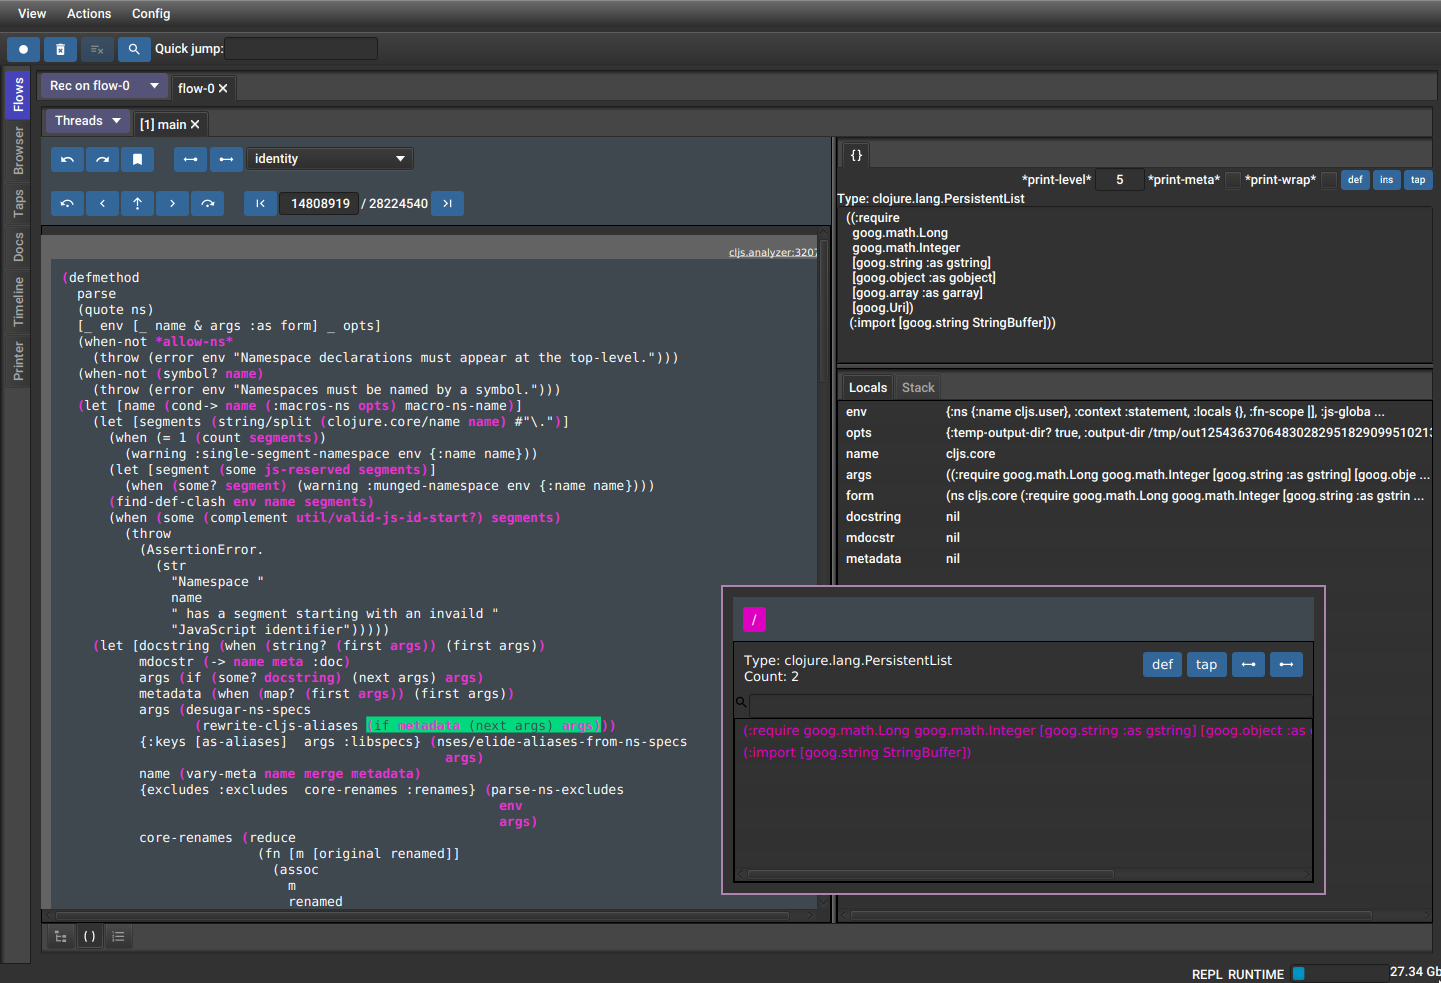 View Actions Config
Quick jump:
Rec on flow-0 flow-0
Threads [1] main
Flows
Browser
Taps
Docs
Timeline
Printer
identity
14808919 / 28224540
cljs.analyzer:3207
(defmethod
parse
(quote ns)
[_ env [_ name & args :as form] _ opts]
(when-not *allow-ns*
(throw (error env "Namespace declarations must appear at the top-level.")))
(when-not (symbol? name)
(throw (error env "Namespaces must be named by a symbol.")))
(let [name (cond-> name (:macros-ns opts) macro-ns-name)]
(let [segments (string/split (clojure.core/name name) #"\.")]
(when (= 1 (count segments))
(warning :single-segment-namespace env {:name name}))
(let [segment (some js-reserved segments)]
(when (some? segment) (warning :munged-namespace env {:name name})))
(find-def-clash env name segments)
(when (some (complement util/valid-js-id-start?) segments)
(throw
(AssertionError.
(str
"Namespace "
name
" has a segment starting with an invaild "
"JavaScript identifier")))))
(let [docstring (when (string? (first args)) (first args))
mdocstr (-> name meta :doc)
args (if (some? docstring) (next args) args)
metadata (when (map? (first args)) (first args))
args (desugar-ns-specs
(rewrite-cljs-aliases (if metadata (next args) args)))
{:keys [as-aliases]  args :libspecs} (nses/elide-aliases-from-ns-specs
args)
name (vary-meta name merge metadata)
{excludes :excludes  core-renames :renames} (parse-ns-excludes
env
args)
core-renames (reduce
(fn [m [original renamed]]
(assoc
m
renamed
{}
*print-level* 5 *print-meta* *print-wrap* def ins tap
Type: clojure.lang.PersistentList
((:require
goog.math.Long
goog.math.Integer
[goog.string :as gstring]
[goog.object :as gobject]
[goog.array :as garray]
[goog.Uri])
(:import [goog.string StringBuffer]))
Locals Stack
env {:ns {:name cljs.user}, :context :statement, :locals {}, :fn-scope [], :js-globa ...
opts {:temp-output-dir? true, :output-dir /tmp/out12543637064830282951829099510213
name cljs.core
args ((:require goog.math.Long goog.math.Integer [goog.string :as gstring] [goog.obje ...
form (ns cljs.core (:require goog.math.Long goog.math.Integer [goog.string :as gstrin ...
docstring nil
mdocstr nil
metadata nil
/
Type: clojure.lang.PersistentList def tap
Count: 2
(:require goog.math.Long goog.math.Integer [goog.string :as gstring] [goog.object :as
(:import [goog.string StringBuffer])
( )
REPL RUNTIME 27.34 Gb